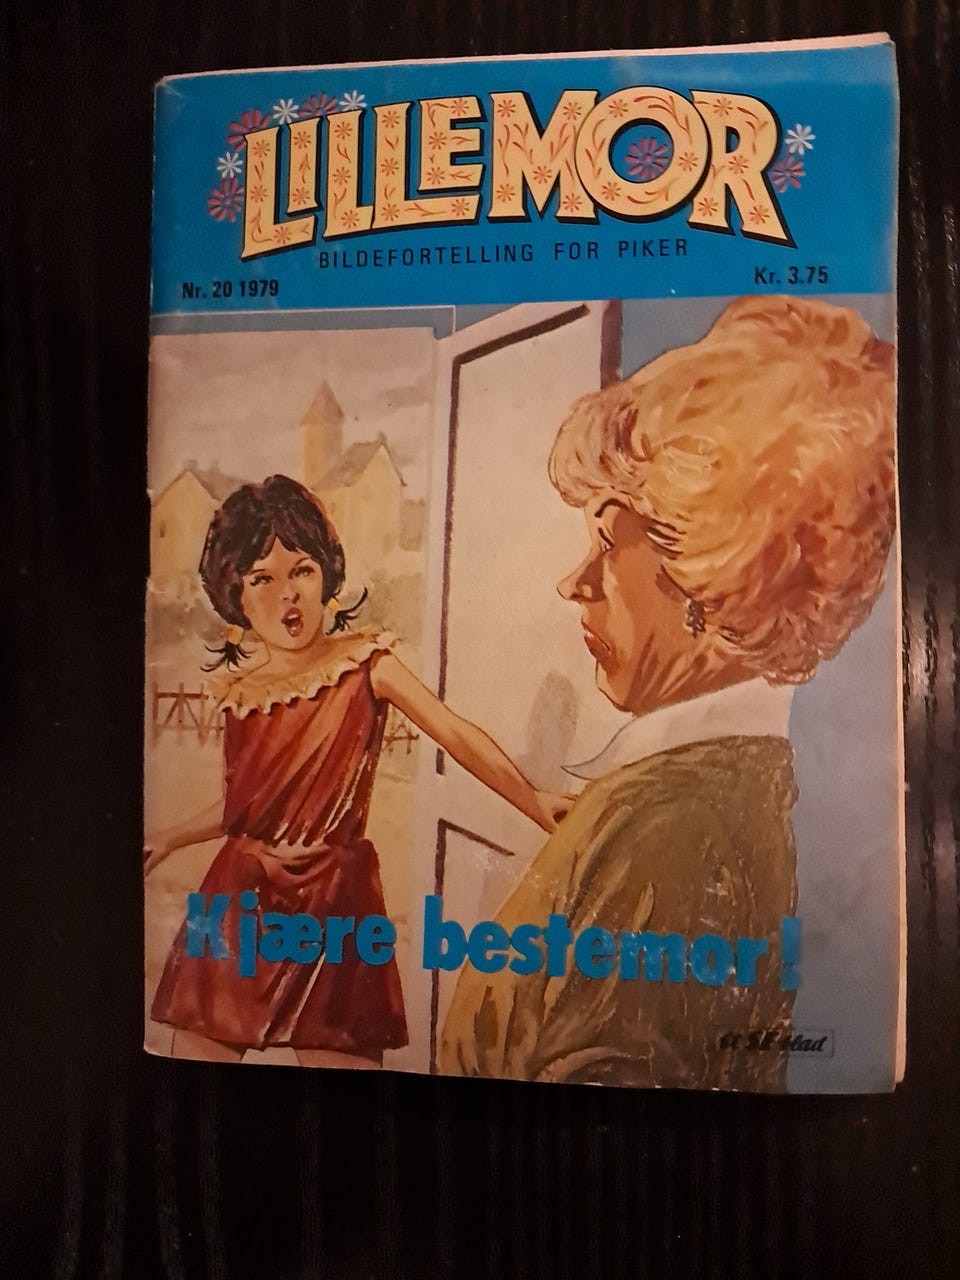 LILLEMOR
BILDEFORTELLING FOR PIKER
Nr. 20 1979
Kr. 3.75
Kjære bestemor!
et SE-blad